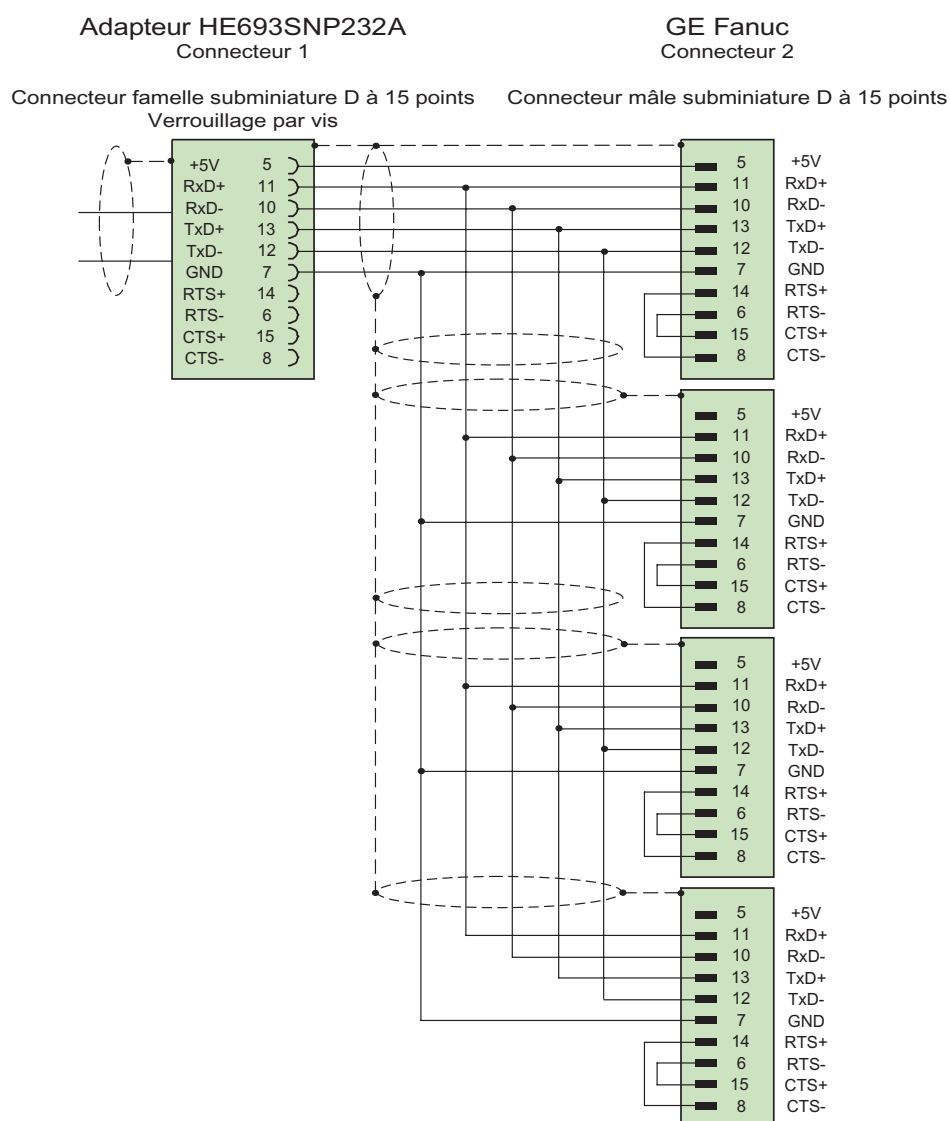 Adapteur HE693SNP232A
Connecteur 1
GE Fanuc
Connecteur 2
Connecteur famelle subminiature D à 15 points
Verrouillage par vis
Connecteur mâle subminiature D à 15 points
+5V 5
RxD+ 11
RxD- 10
TxD+ 13
TxD- 12
GND 7
RTS+ 14
RTS- 6
CTS+ 15
CTS- 8
5 +5V
11 RxD+
10 RxD-
13 TxD+
12 TxD-
7 GND
14 RTS+
6 RTS-
15 CTS+
8 CTS-
5 +5V
11 RxD+
10 RxD-
13 TxD+
12 TxD-
7 GND
14 RTS+
6 RTS-
15 CTS+
8 CTS-
5 +5V
11 RxD+
10 RxD-
13 TxD+
12 TxD-
7 GND
14 RTS+
6 RTS-
15 CTS+
8 CTS-
5 +5V
11 RxD+
10 RxD-
13 TxD+
12 TxD-
7 GND
14 RTS+
6 RTS-
15 CTS+
8 CTS-